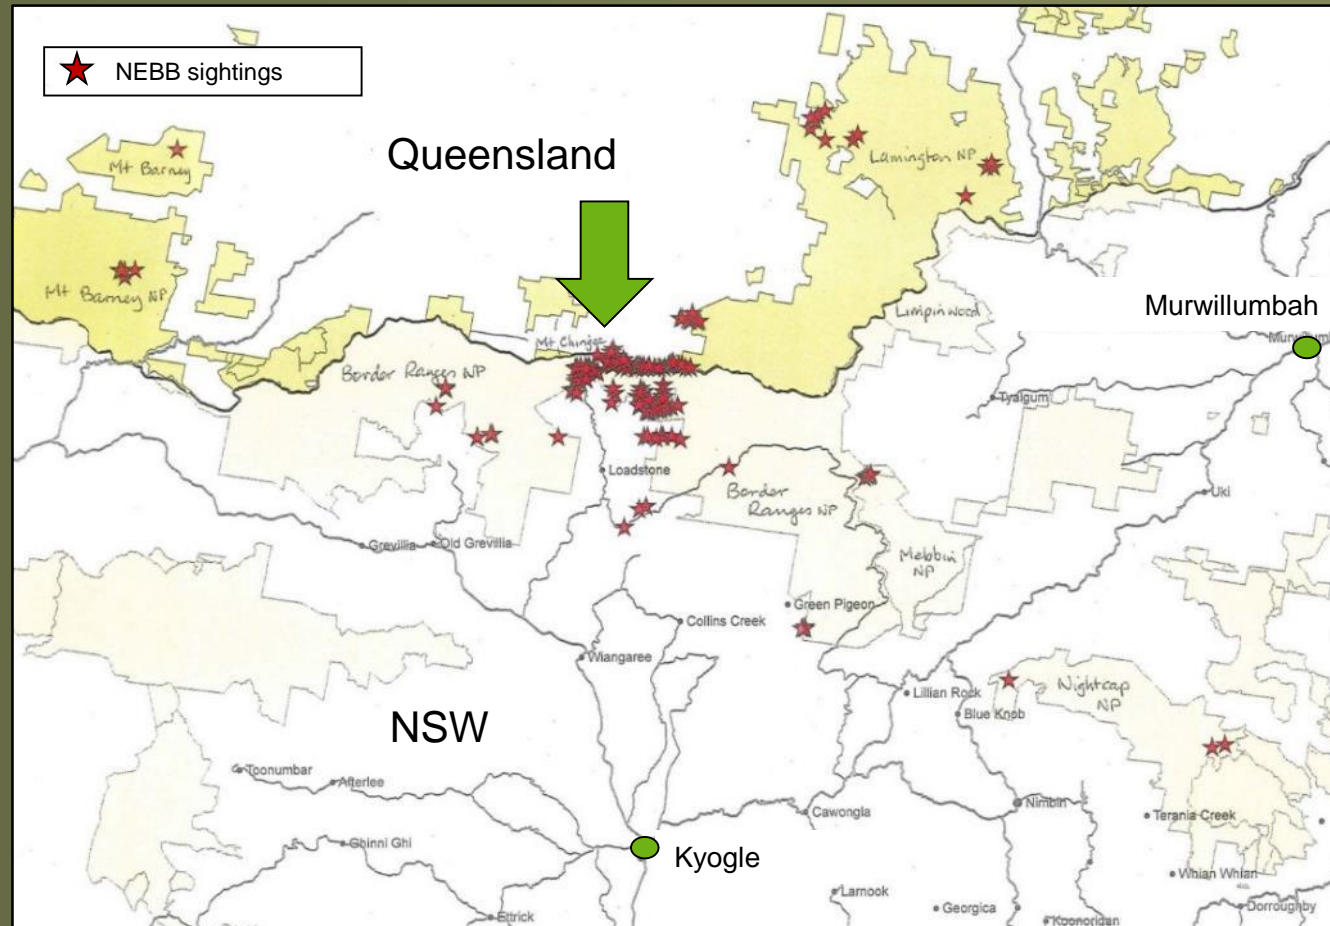 NEBB sightings
Queensland
Mt Barney
Lamington NP
Mt Barney NP
Limpinwood
Murwillumbah
Border Ranges NP
Tyalgum
Loadstone
Border
Ranges NP
Uki
Grevillia
Old Grevillia
Mebbin
NP
Green Pigeon
Collins Creek
Wiangaree
Lillian Rock
Nightcap
NP
Blue Knob
NSW
Toonumbar
Afterlee
Cawongla
Nimbin
Terania Creek
Ghinni Ghi
Kyogle
Whian Whian
Larnook
Georgica
Dorroughby
Ettrick
Koonorigan